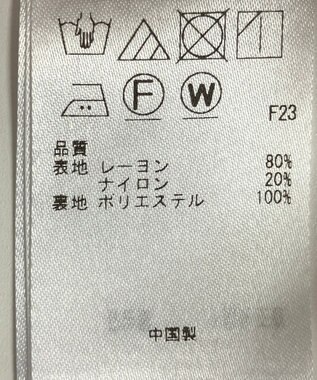 F W
F23
品質
表地 レーヨン 80%
ナイロン 20%
裏地 ポリエステル 100%
中国製